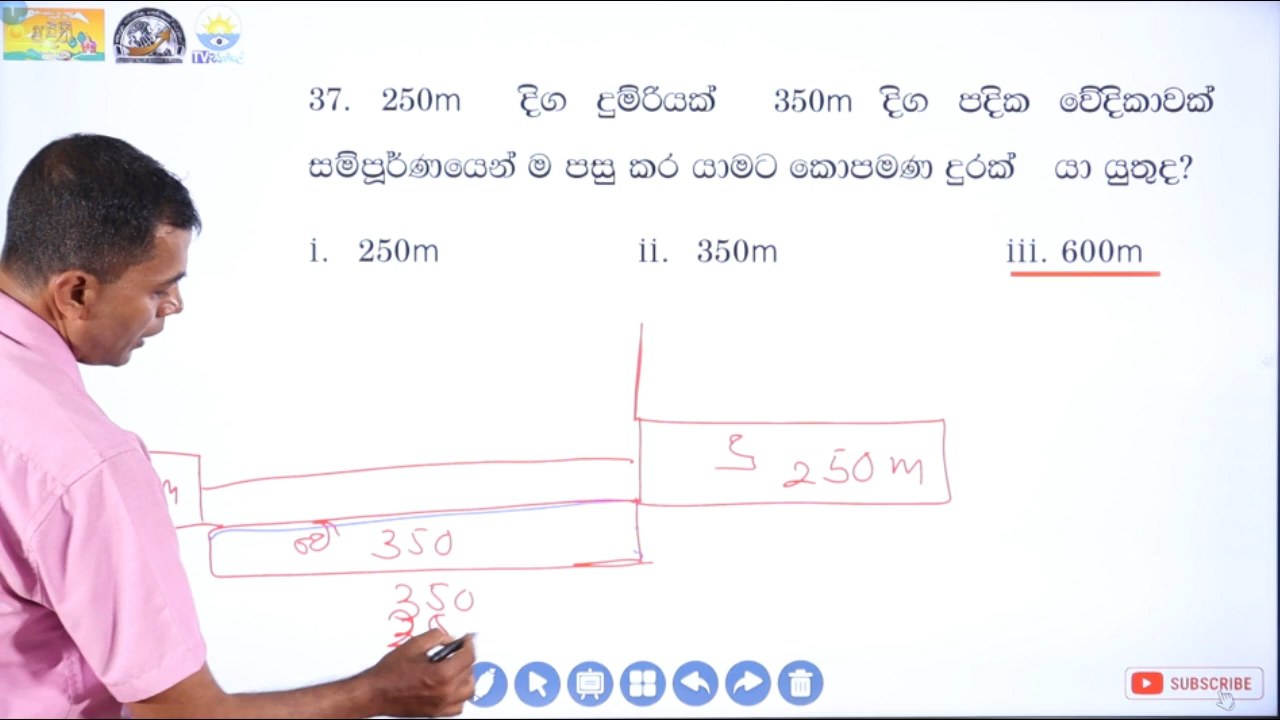 37. 250m දිග දුම්රියක් 350m දිග පදික වේදිකාවක්
සම්පූර්ණයෙන් ම පසු කර යාමට කොපමණ දුරක් යා යුතුද?
i. 250m ii. 350m iii. 600m
දු 250m
m
වේ 350
350
SUBSCRIBE